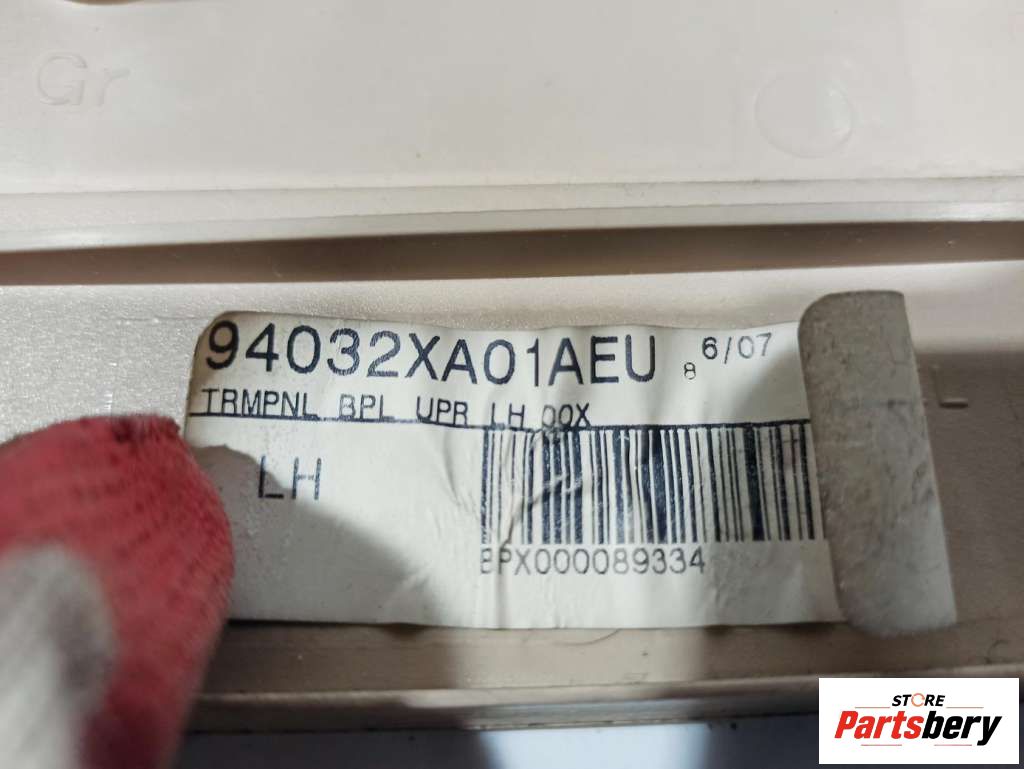 Gr
94032XA01AEU 8 6/07
TRMPNL BPL UPR LH 00X
LH
BPX000089334
L
STORE
Partsbery